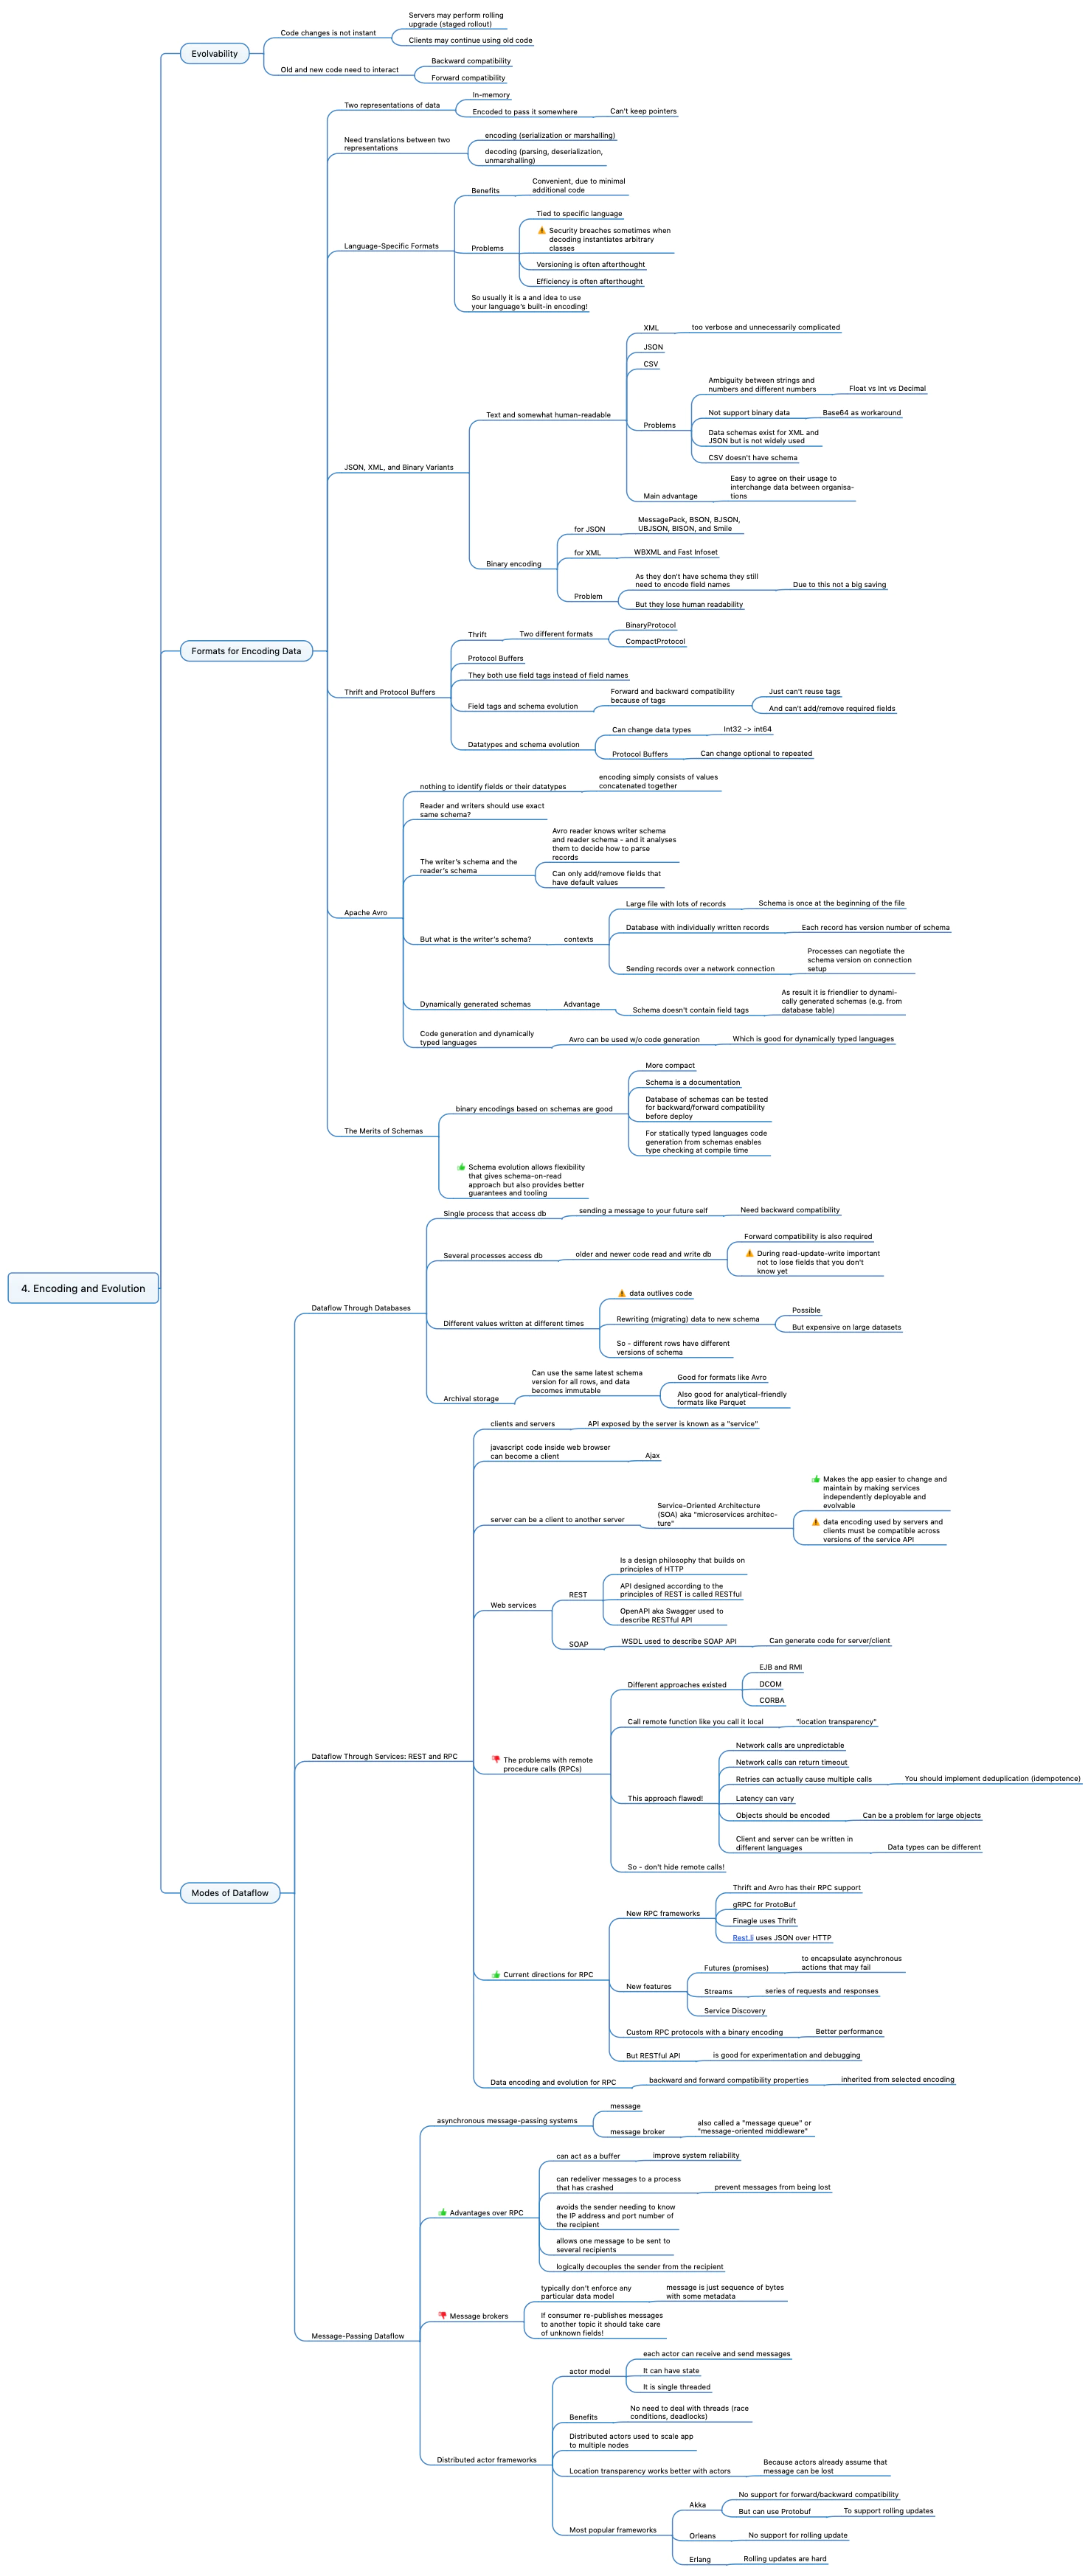 Servers may perform rolling
upgrade (staged rollout)
Code changes is not instant
Clients may continue using old code
Evolvability
Backward compatibility
Old and new code need to interact
Forward compatibility
In-memory
Two representations of data
Encoded to pass it somewhere
Can't keep pointers
encoding (serialization or marshalling)
Need translations between two
representations
decoding (parsing, deserialization,
unmarshalling)
Convenient, due to minimal
additional code
Benefits
Tied to specific language
Security breaches sometimes when
decoding instantiates arbitrary
classes
Language-Specific Formats
Problems
Versioning is often afterthought
Efficiency is often afterthought
So usually it is a and idea to use
your language's built-in encoding!
XML
too verbose and unnecessarily complicated
JSON
CSV
Ambiguity between strings and
numbers and different numbers
Float vs Int vs Decimal
Text and somewhat human-readable
Not support binary data
Base64 as workaround
Problems
Data schemas exist for XML and
JSON but is not widely used
CSV doesn't have schema
JSON, XML, and Binary Variants
Main advantage
Easy to agree on their usage to
interchange data between organisa-
tions
for JSON
MessagePack, BSON, BJSON,
UBJSON, BISON, and Smile
for XML
WBXML and Fast Infoset
Binary encoding
As they don't have schema they still
need to encode field names
Due to this not a big saving
Problem
But they lose human readability
BinaryProtocol
Thrift
Two different formats
CompactProtocol
Formats for Encoding Data
Protocol Buffers
They both use field tags instead of field names
Thrift and Protocol Buffers
Forward and backward compatibility
because of tags
Just can't reuse tags
Field tags and schema evolution
And can't add/remove required fields
Can change data types
Int32 -> int64
Datatypes and schema evolution
Protocol Buffers
Can change optional to repeated
nothing to identify fields or their datatypes
encoding simply consists of values
concatenated together
Reader and writers should use exact
same schema?
Avro reader knows writer schema
and reader schema - and it analyses
them to decide how to parse
records
The writer's schema and the
reader's schema
Can only add/remove fields that
have default values
Large file with lots of records
Schema is once at the beginning of the file
Apache Avro
Database with individually written records
Each record has version number of schema
But what is the writer's schema?
contexts
Processes can negotiate the
schema version on connection
setup
Sending records over a network connection
Dynamically generated schemas
Advantage
Schema doesn't contain field tags
As result it is friendlier to dynami-
cally generated schemas (e.g. from
database table)
Code generation and dynamically
typed languages
Avro can be used w/o code generation
Which is good for dynamically typed languages
More compact
Schema is a documentation
binary encodings based on schemas are good
Database of schemas can be tested
for backward/forward compatibility
before deploy
The Merits of Schemas
For statically typed languages code
generation from schemas enables
type checking at compile time
Schema evolution allows flexibility
that gives schema-on-read
approach but also provides better
guarantees and tooling
Single process that access db
sending a message to your future self
Need backward compatibility
Forward compatibility is also required
Several processes access db
older and newer code read and write db
During read-update-write important
not to lose fields that you don't
know yet
4. Encoding and Evolution
data outlives code
Dataflow Through Databases
Different values written at different times
Rewriting (migrating) data to new schema
Possible
But expensive on large datasets
So - different rows have different
versions of schema
Can use the same latest schema
version for all rows, and data
becomes immutable
Good for formats like Avro
Archival storage
Also good for analytical-friendly
formats like Parquet
clients and servers
API exposed by the server is known as a "service"
javascript code inside web browser
can become a client
Ajax
Makes the app easier to change and
maintain by making services
independently deployable and
evolvable
server can be a client to another server
Service-Oriented Architecture
(SOA) aka "microservices architec-
ture"
data encoding used by servers and
clients must be compatible across
versions of the service API
Is a design philosophy that builds on
principles of HTTP
REST
API designed according to the
principles of REST is called RESTful
Web services
OpenAPI aka Swagger used to
describe RESTful API
SOAP
WSDL used to describe SOAP API
Can generate code for server/client
EJB and RMI
Different approaches existed
DCOM
CORBA
Call remote function like you call it local
"location transparency"
Network calls are unpredictable
Dataflow Through Services: REST and RPC
The problems with remote
procedure calls (RPCs)
Network calls can return timeout
Retries can actually cause multiple calls
You should implement deduplication (idempotence)
This approach flawed!
Latency can vary
Objects should be encoded
Can be a problem for large objects
Client and server can be written in
different languages
Data types can be different
So - don't hide remote calls!
Modes of Dataflow
Thrift and Avro has their RPC support
gRPC for ProtoBuf
New RPC frameworks
Finagle uses Thrift
Rest.li uses JSON over HTTP
Futures (promises)
to encapsulate asynchronous
actions that may fail
Current directions for RPC
New features
Streams
series of requests and responses
Service Discovery
Custom RPC protocols with a binary encoding
Better performance
But RESTful API
is good for experimentation and debugging
Data encoding and evolution for RPC
backward and forward compatibility properties
inherited from selected encoding
message
asynchronous message-passing systems
message broker
also called a "message queue" or
"message-oriented middleware"
can act as a buffer
improve system reliability
can redeliver messages to a process
that has crashed
prevent messages from being lost
Advantages over RPC
avoids the sender needing to know
the IP address and port number of
the recipient
allows one message to be sent to
several recipients
logically decouples the sender from the recipient
typically don't enforce any
particular data model
message is just sequence of bytes
with some metadata
Message brokers
If consumer re-publishes messages
to another topic it should take care
of unknown fields!
Message-Passing Dataflow
each actor can receive and send messages
actor model
It can have state
It is single threaded
Benefits
No need to deal with threads (race
conditions, deadlocks)
Distributed actors used to scale app
to multiple nodes
Distributed actor frameworks
Location transparency works better with actors
Because actors already assume that
message can be lost
No support for forward/backward compatibility
Akka
But can use Protobuf
To support rolling updates
Most popular frameworks
Orleans
No support for rolling update
Erlang
Rolling updates are hard